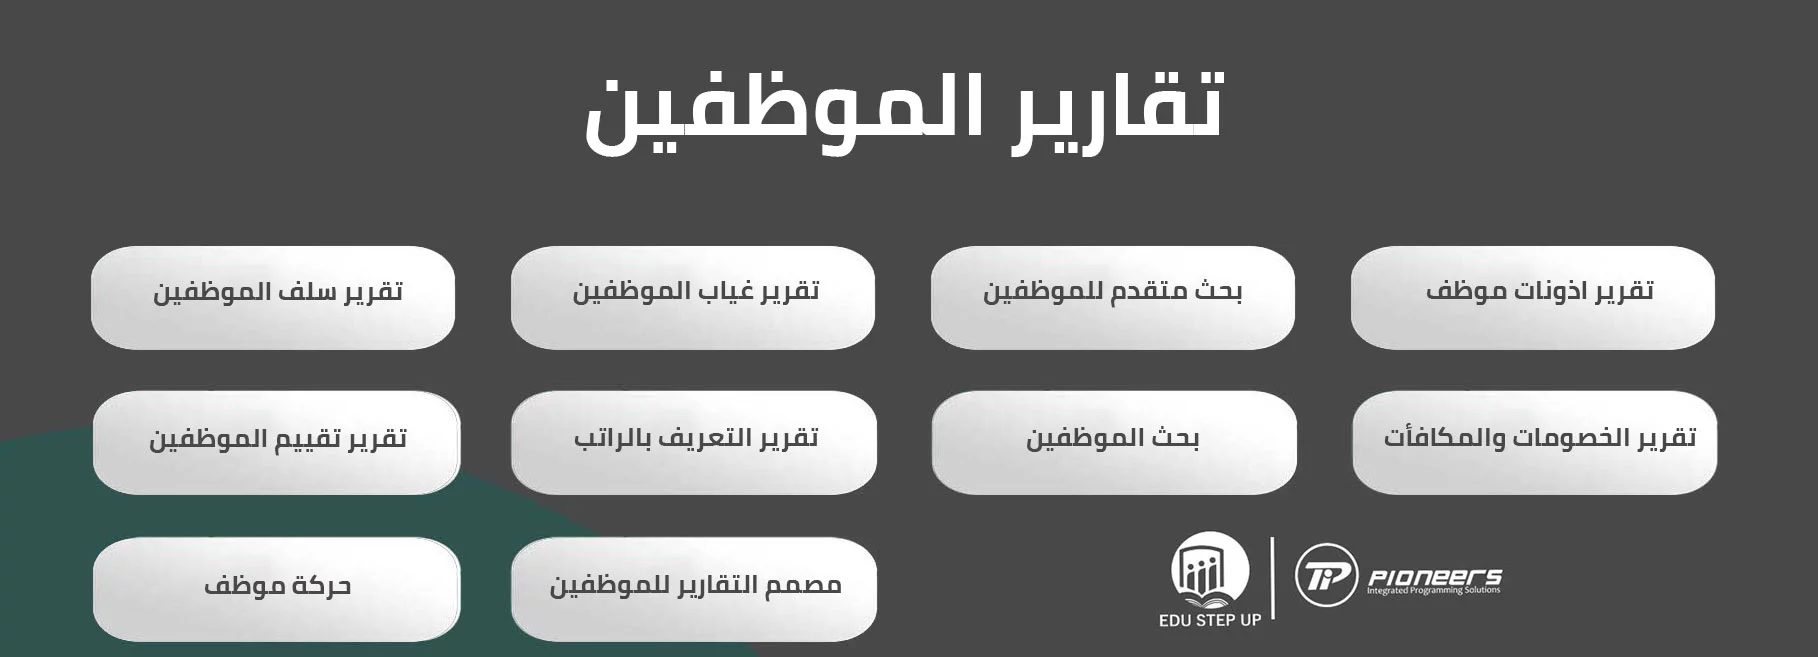 تقارير الموظفين
تقرير اذونات موظف
بحث متقدم للموظفين
تقرير غياب الموظفين
تقرير سلف الموظفين
تقرير الخصومات والمكافأت
بحث الموظفين
تقرير التعريف بالراتب
تقرير تقييم الموظفين
مصمم التقارير للموظفين
حركة موظف
PIONEERS
Integrated Programming Solutions
EDU STEP UP